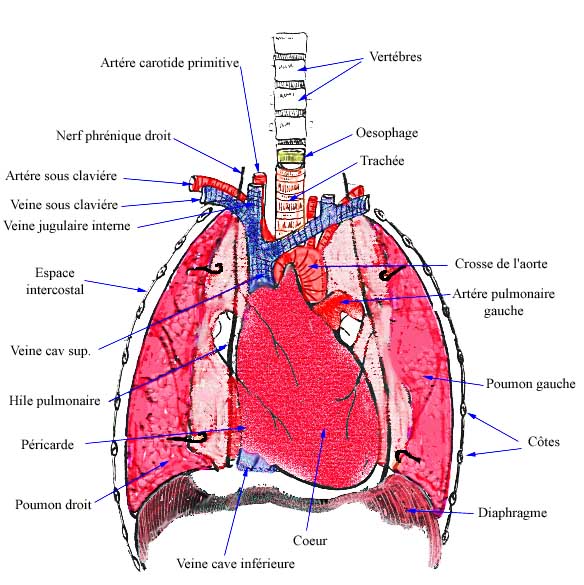 Artére carotide primitive
Vertébres
Nerf phrénique droit
Oesophage
Trachée
Artére sous claviére
Veine sous claviére
Veine jugulaire interne
Crosse de l'aorte
Espace
intercostal
Artére pulmonaire
gauche
Veine cav sup.
Poumon gauche
Hile pulmonaire
Péricarde
Côtes
Poumon droit
Diaphragme
Coeur
Veine cave inférieure